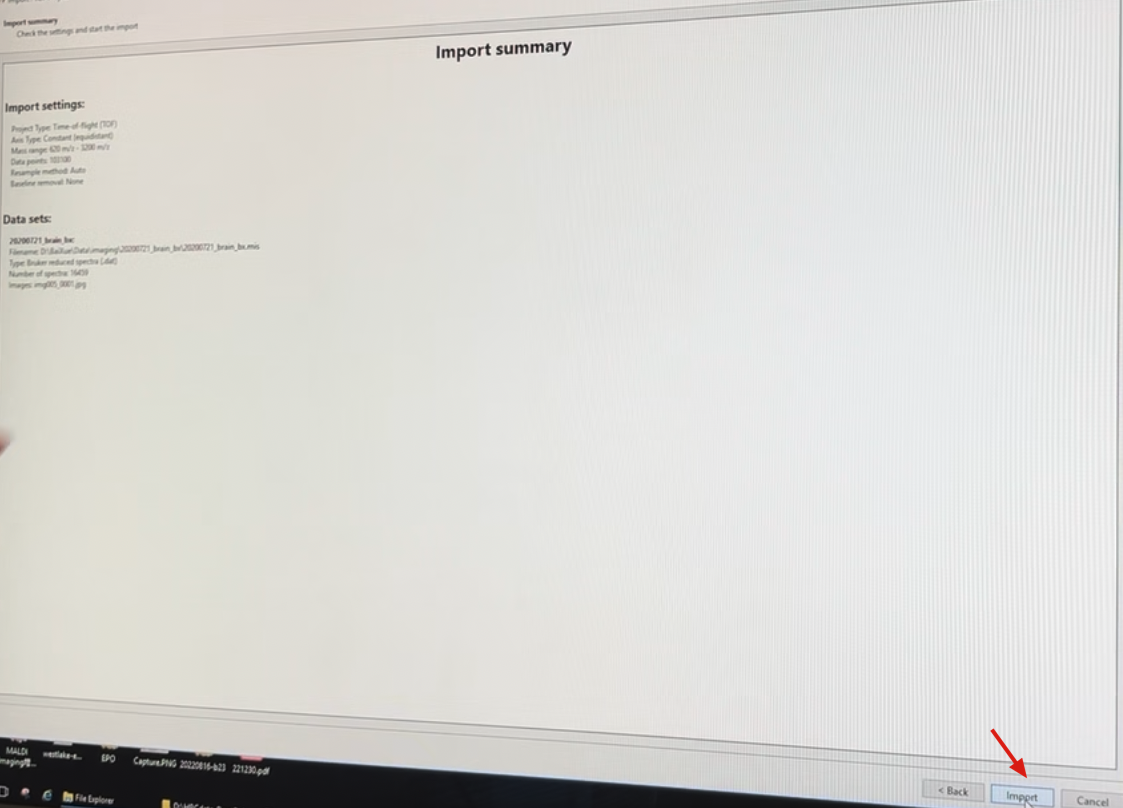 Import summary
Check the settings and start the import
Import summary
Import settings:
Project Type: Time-of-flight (TOF)
Axis Type: Constant (equidistant)
Mass range: 620 m/z - 3200 m/z
Data points: 103100
Resample method: Auto
Baseline removal: None
Data sets:
20200721_brain_bx:
Filename: D:\BaiXue\Data\imaging\20200721_brain_bx\20200721_brain_bx.mis
Type: Bruker reduced spectra (.dat)
Number of spectra: 16459
Images: img005_0001.jpg
MALDI
westlake-e...
EPO
Capture.PNG
20220816-b23
221230.pdf
File Explorer
< Back
Import
Cancel